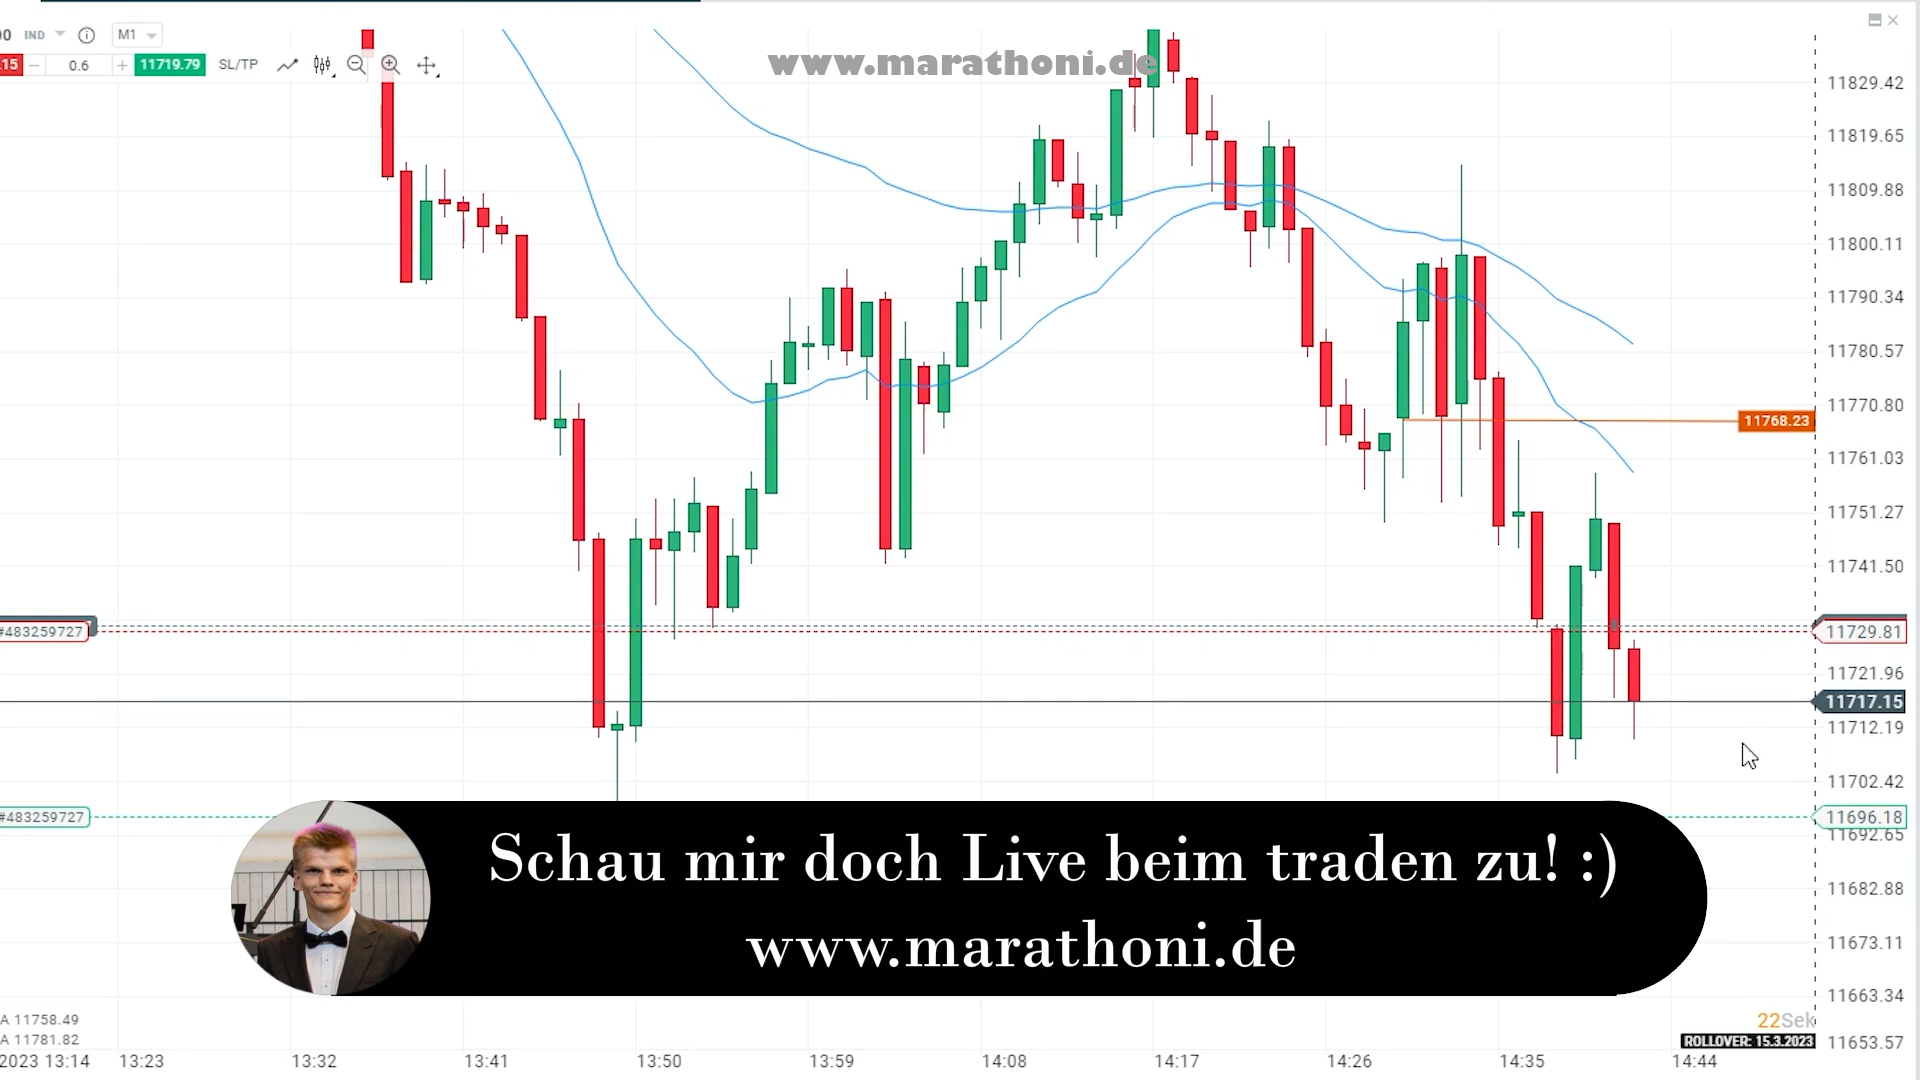 00 IND M1
.15 0.6 11719.79 SL/TP
www.marathoni.de
11829.42
11819.65
11809.88
11800.11
11790.34
11780.57
11770.80
11768.23
11761.03
11751.27
11741.50
#483259727
11729.81
11721.96
11717.15
11712.19
11702.42
#483259727
11696.18
11692.65
11682.88
11673.11
11663.34
11653.57
Schau mir doch Live beim traden zu! :)
www.marathoni.de
A 11758.49
A 11781.82
22Sek
ROLLOVER: 15.3.2023
2023 13:14 13:23 13:32 13:41 13:50 13:59 14:08 14:17 14:26 14:35 14:44